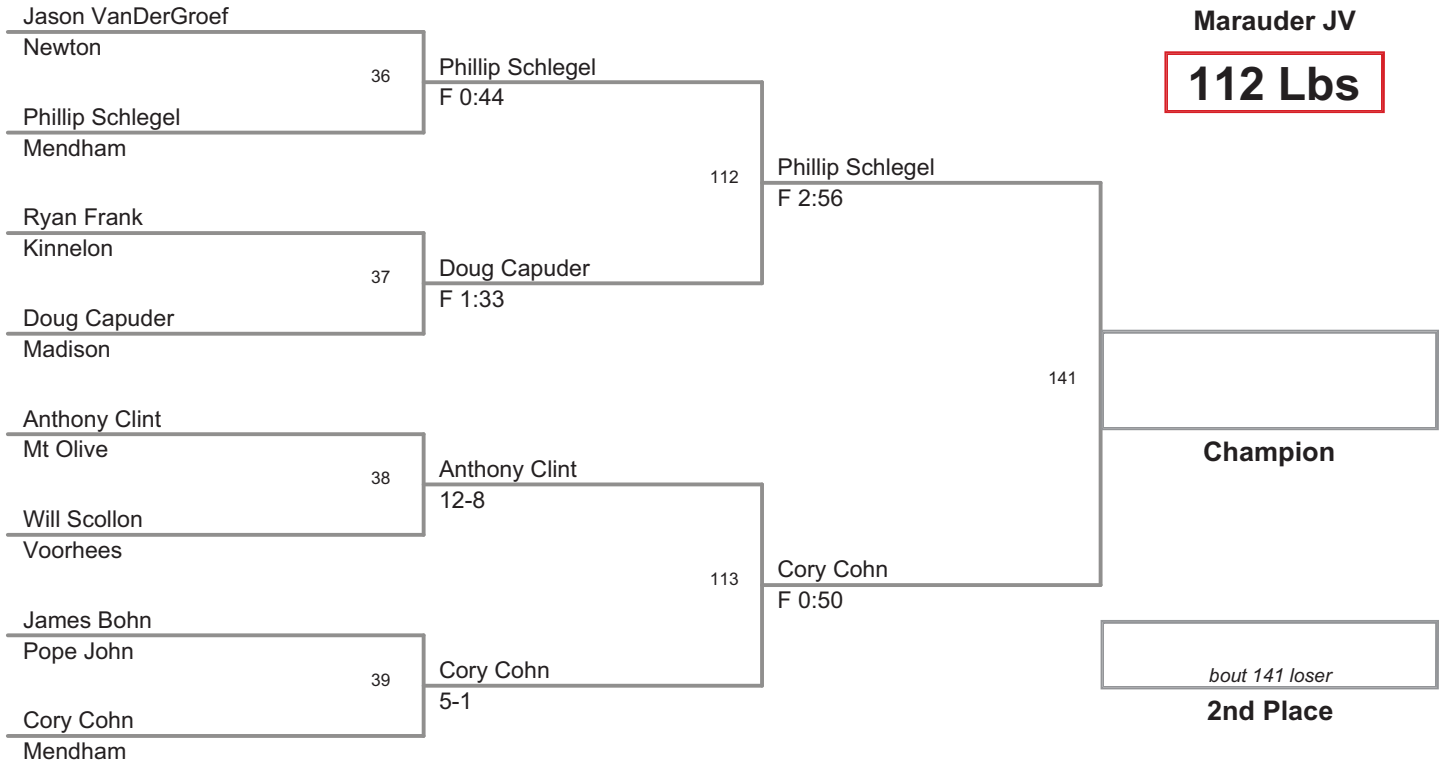 Marauder JV
112 Lbs
Jason VanDerGroef
Newton
36
Phillip Schlegel
Mendham
Phillip Schlegel
F 0:44
Ryan Frank
Kinnelon
37
Doug Capuder
Madison
Doug Capuder
F 1:33
112
Phillip Schlegel
F 2:56
Anthony Clint
Mt Olive
38
Will Scollon
Voorhees
Anthony Clint
12-8
James Bohn
Pope John
39
Cory Cohn
Mendham
Cory Cohn
5-1
113
Cory Cohn
F 0:50
141
Champion
bout 141 loser
2nd Place